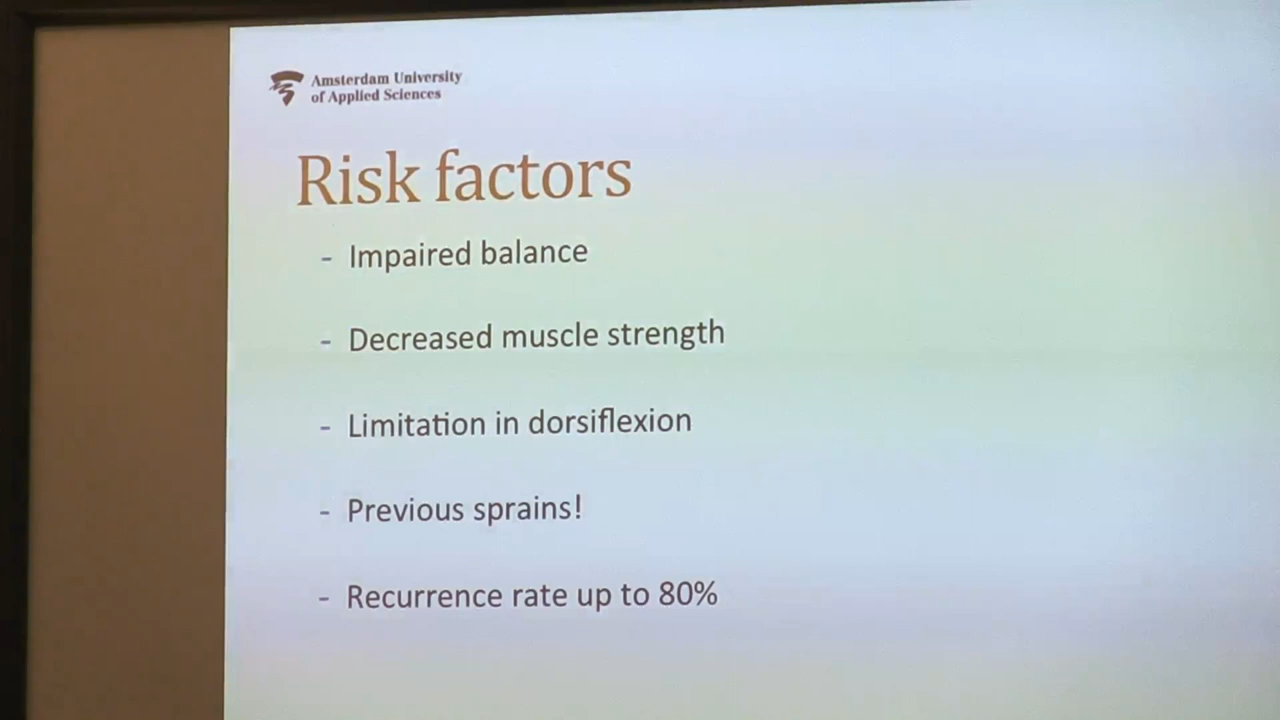 Amsterdam University
of Applied Sciences
Risk factors
- Impaired balance
- Decreased muscle strength
- Limitation in dorsiflexion
- Previous sprains!
- Recurrence rate up to 80%